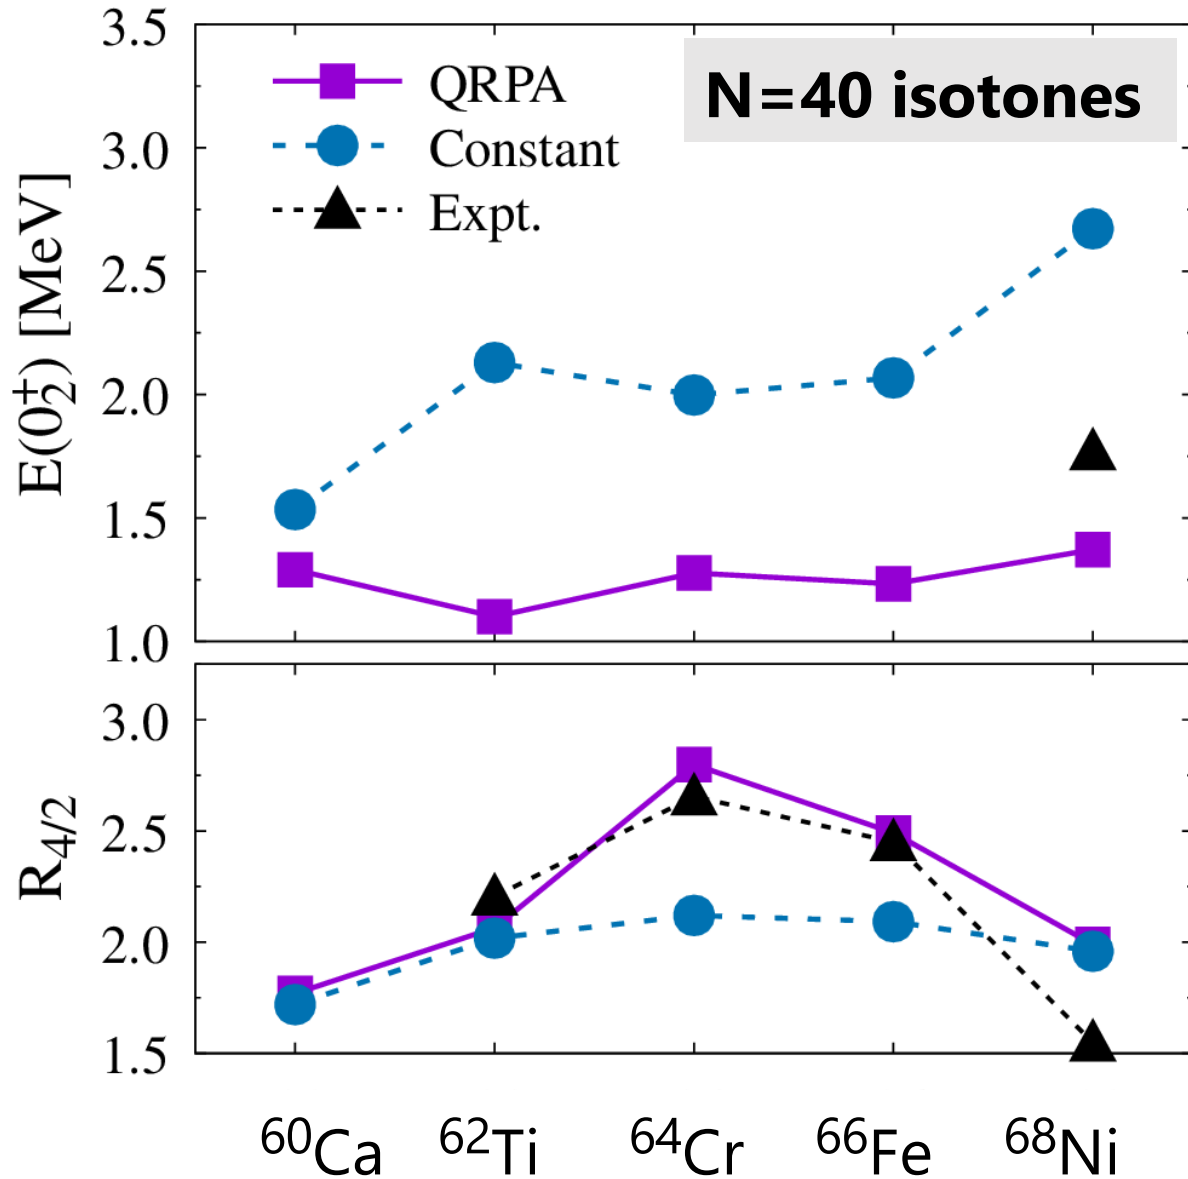 3.5
QRPA
N=40 isotones
3.0
Constant
Expt.
2.5
2.0
1.5
1.0
E(0₂⁺) [MeV]
3.0
2.5
2.0
1.5
R₄/₂
⁶⁰Ca ⁶²Ti ⁶⁴Cr ⁶⁶Fe ⁶⁸Ni